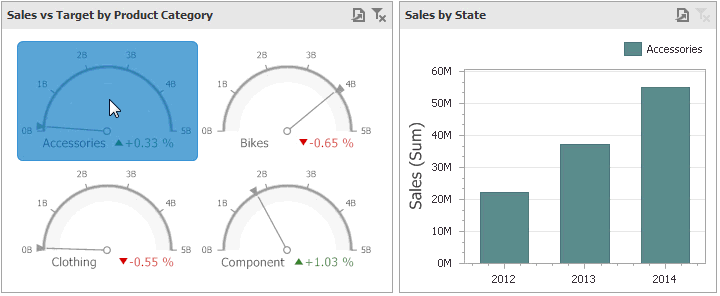 Sales vs Target by Product Category
2B 3B
1B 4B
0B 5B
Accessories +0.33 %
2B 3B
1B 4B
0B 5B
Bikes -0.65 %
2B 3B
1B 4B
0B 5B
Clothing -0.55 %
2B 3B
1B 4B
0B 5B
Component +1.03 %
Sales by State
Accessories
Sales (Sum)
60M
50M
40M
30M
20M
10M
0M
2012 2013 2014